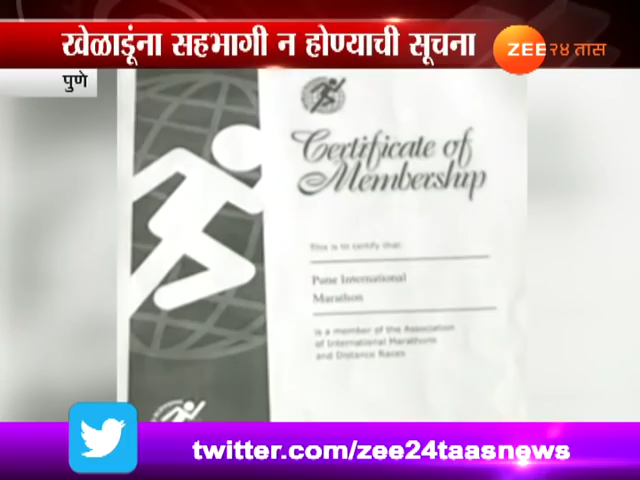 खेळाडूंना सहभागी न होण्याची सूचना
ZEE २४ तास
पुणे
Certificate of
Membership
This is to certify that:
Pune International
Marathon
is a member of the Association
of International Marathons
and Distance Races
twitter.com/zee24taasnews